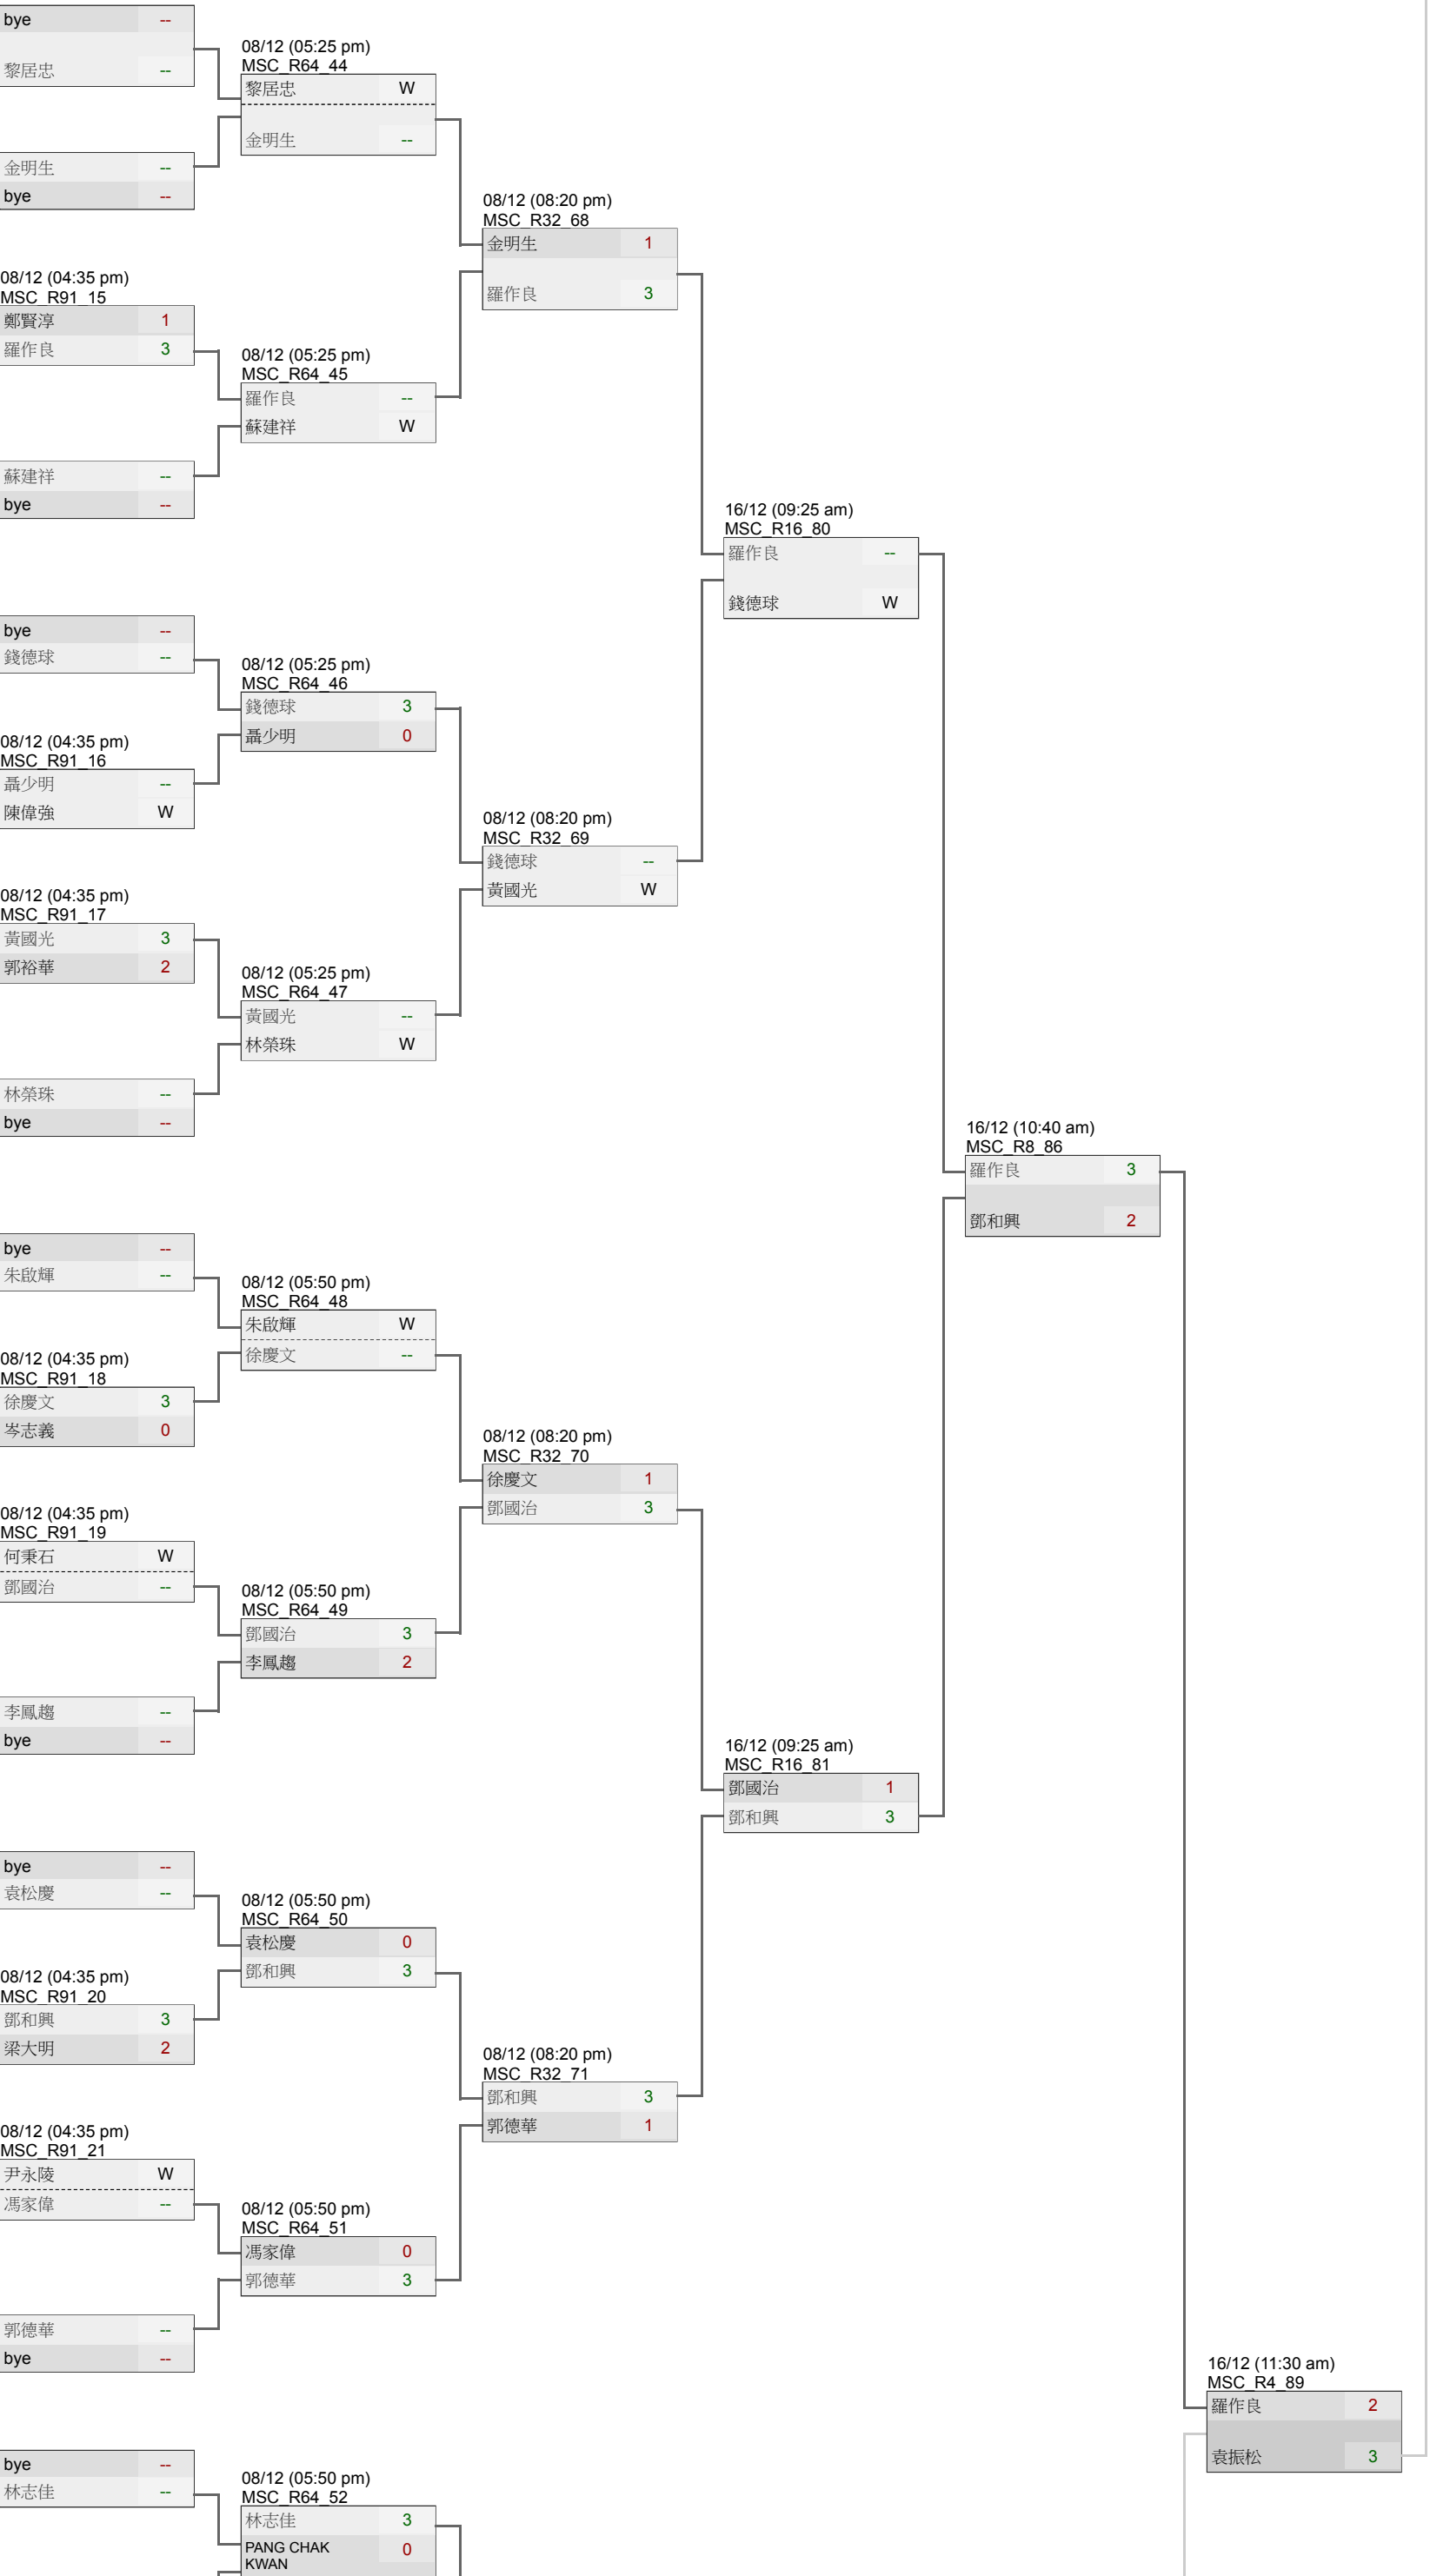 bye --
黎居忠 --
金明生 --
bye --
08/12 (04:35 pm)
MSC_R91_15
鄭賢淳 1
羅作良 3
蘇建祥 --
bye --
bye --
錢德球 --
08/12 (04:35 pm)
MSC_R91_16
聶少明 --
陳偉強 W
08/12 (04:35 pm)
MSC_R91_17
黃國光 3
郭裕華 2
林榮珠 --
bye --
bye --
朱啟輝 --
08/12 (04:35 pm)
MSC_R91_18
徐慶文 3
岑志義 0
08/12 (04:35 pm)
MSC_R91_19
何秉石 W
鄧國治 --
李鳳趨 --
bye --
bye --
袁松慶 --
08/12 (04:35 pm)
MSC_R91_20
鄧和興 3
梁大明 2
08/12 (04:35 pm)
MSC_R91_21
尹永陵 W
馮家偉 --
郭德華 --
bye --
bye --
林志佳 --
08/12 (05:25 pm)
MSC_R64_44
黎居忠 W
金明生 --
08/12 (05:25 pm)
MSC_R64_45
羅作良 --
蘇建祥 W
08/12 (05:25 pm)
MSC_R64_46
錢德球 3
聶少明 0
08/12 (05:25 pm)
MSC_R64_47
黃國光 --
林榮珠 W
08/12 (05:50 pm)
MSC_R64_48
朱啟輝 W
徐慶文 --
08/12 (05:50 pm)
MSC_R64_49
鄧國治 3
李鳳趨 2
08/12 (05:50 pm)
MSC_R64_50
袁松慶 0
鄧和興 3
08/12 (05:50 pm)
MSC_R64_51
馮家偉 0
郭德華 3
08/12 (05:50 pm)
MSC_R64_52
林志佳 3
PANG CHAK 0
KWAN
08/12 (08:20 pm)
MSC_R32_68
金明生 1
羅作良 3
08/12 (08:20 pm)
MSC_R32_69
錢德球 --
黃國光 W
08/12 (08:20 pm)
MSC_R32_70
徐慶文 1
鄧國治 3
08/12 (08:20 pm)
MSC_R32_71
鄧和興 3
郭德華 1
16/12 (09:25 am)
MSC_R16_80
羅作良 --
錢德球 W
16/12 (09:25 am)
MSC_R16_81
鄧國治 1
鄧和興 3
16/12 (10:40 am)
MSC_R8_86
羅作良 3
鄧和興 2
16/12 (11:30 am)
MSC_R4_89
羅作良 2
袁振松 3